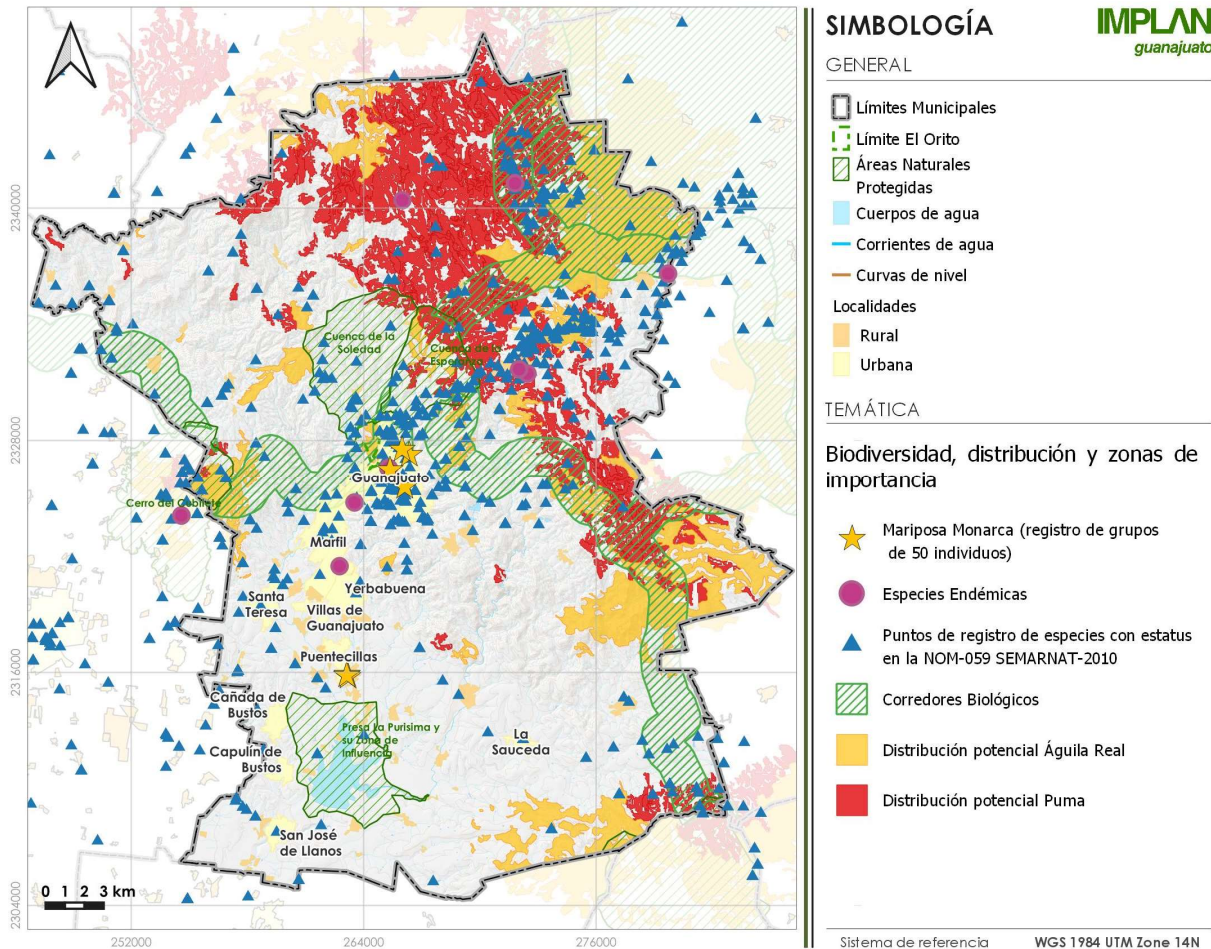 SIMBOLOGÍA
IMPLAN
guanajuato
GENERAL
Límites Municipales
Límite El Orito
Áreas Naturales
Protegidas
Cuerpos de agua
Corrientes de agua
Curvas de nivel
Localidades
Rural
Urbana
TEMÁTICA
Biodiversidad, distribución y zonas de
importancia
Mariposa Monarca (registro de grupos
de 50 individuos)
Especies Endémicas
Puntos de registro de especies con estatus
en la NOM-059 SEMARNAT-2010
Corredores Biológicos
Distribución potencial Águila Real
Distribución potencial Puma
Sistema de referencia
WGS 1984 UTM Zone 14N
2340000
2328000
2316000
2304000
252000
264000
276000
Cuenca de la
Soledad
Cuenca de la
Esperanza
Guanajuato
Cerro del Cubilete
Marfil
Yerbabuena
Santa
Teresa
Villas de
Guanajuato
Puentecillas
Cañada de
Bustos
Presa La Purisima y
su Zona de
Influencia
La
Sauceda
Capulín de
Bustos
San José
de Llanos
0 1 2 3 km